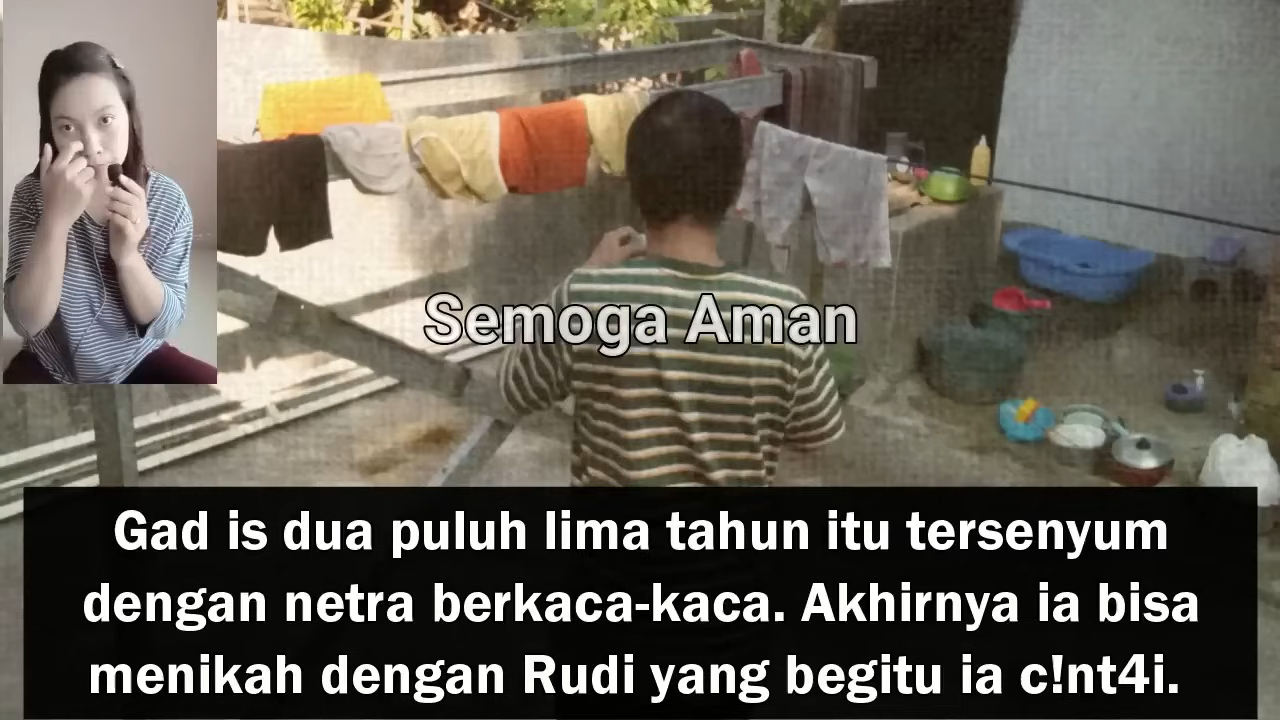 Semoga Aman
Gad is dua puluh lima tahun itu tersenyum
dengan netra berkaca-kaca. Akhirnya ia bisa
menikah dengan Rudi yang begitu ia c!nt4i.